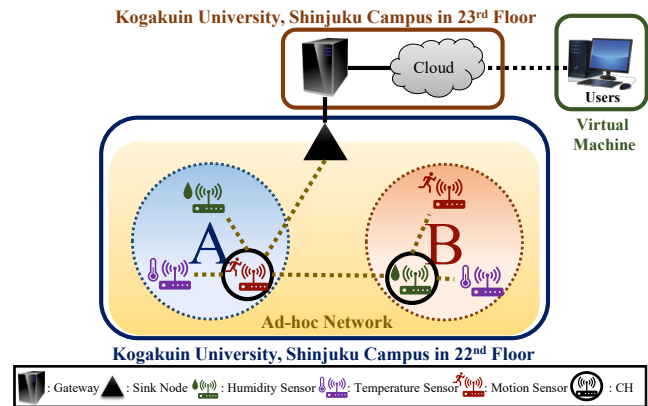 Kogakuin University, Shinjuku Campus in 23rd Floor
Cloud
Users
Virtual
Machine
A
B
Ad-hoc Network
Kogakuin University, Shinjuku Campus in 22nd Floor
: Gateway : Sink Node : Humidity Sensor : Temperature Sensor : Motion Sensor : CH